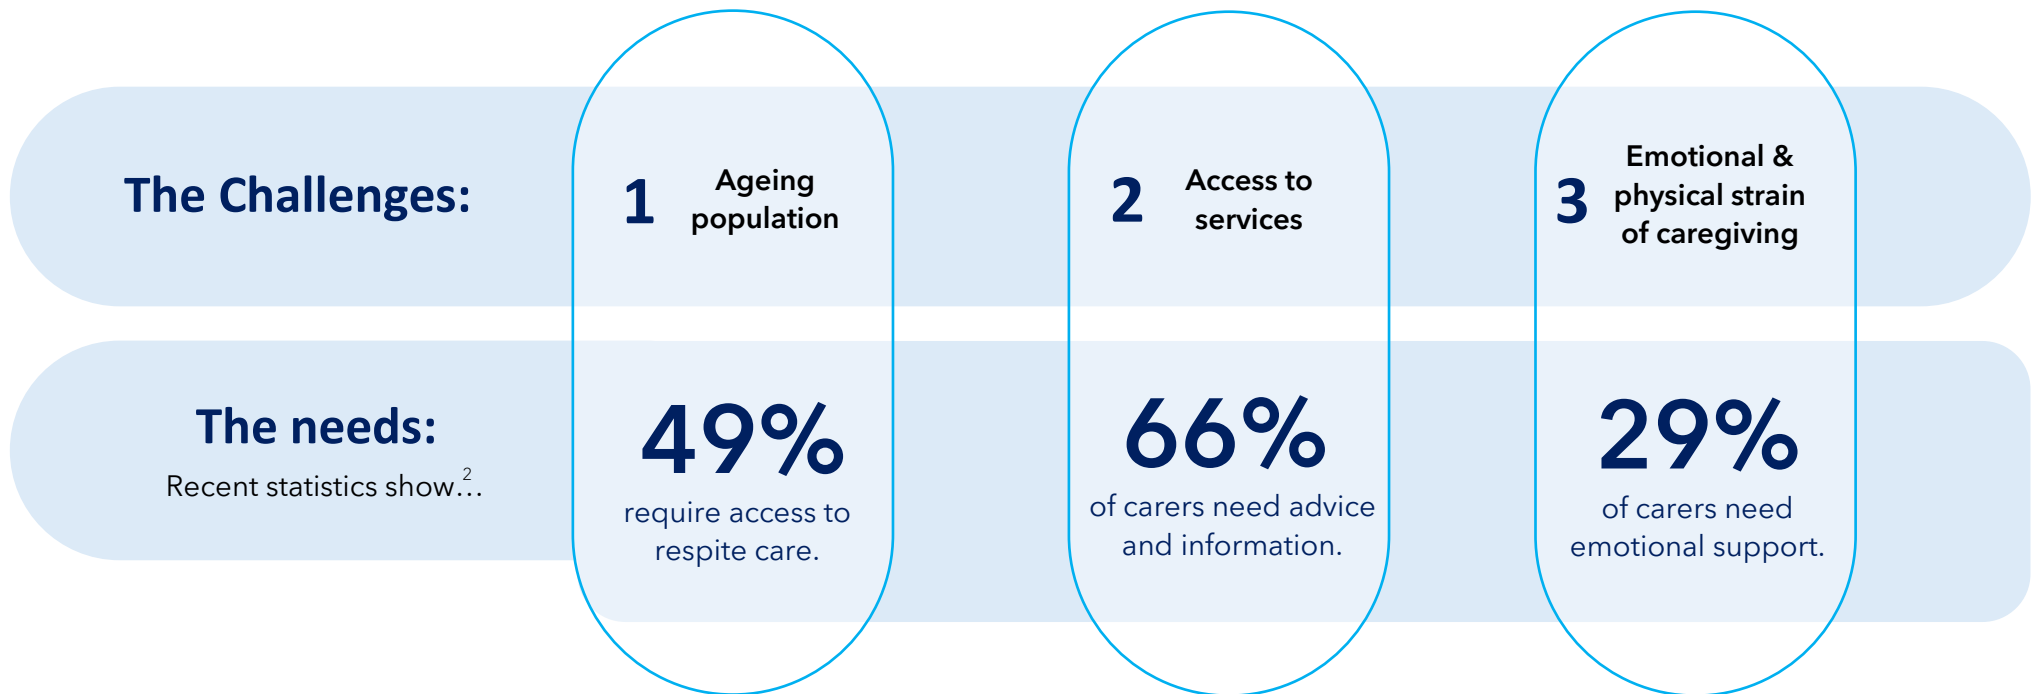 The Challenges:
1
Ageing
population
2
Access to
services
3
Emotional &
physical strain
of caregiving
The needs:
Recent statistics show...²
49%
require access to
respite care.
66%
of carers need advice
and information.
29%
of carers need
emotional support.